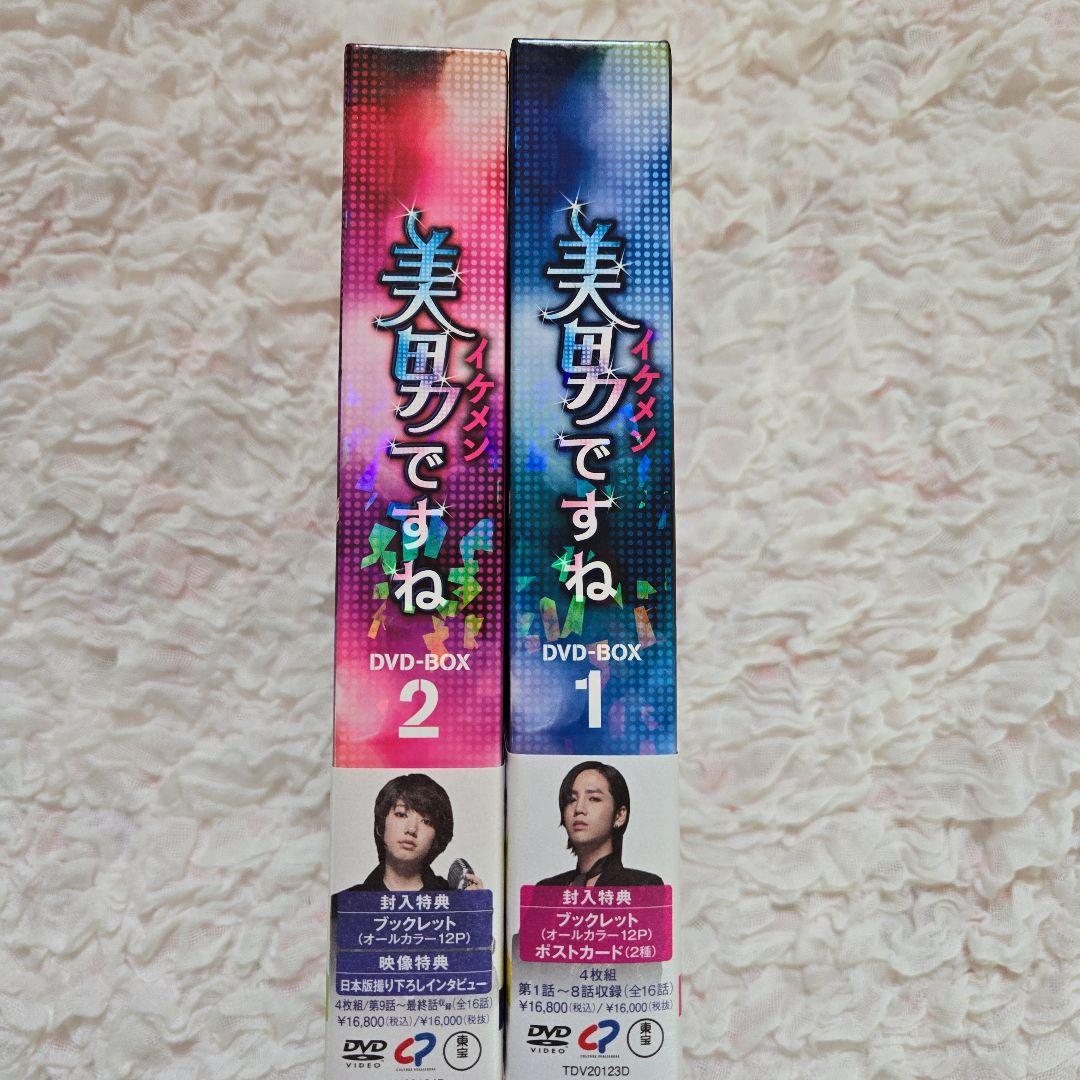 美男ですね
イケメン
DVD-BOX
2
封入特典
ブックレット
(オールカラー12P)
映像特典
日本版撮り下ろしインタビュー
4枚組/第9話～最終話収録(全16話)
¥16,800(税込)/¥16,000(税抜)
DVD
VIDEO
CP
CULTURE PUBLISHERS
東宝
美男ですね
イケメン
DVD-BOX
1
封入特典
ブックレット
(オールカラー12P)
ポストカード(2種)
4枚組
第1話～8話収録(全16話)
¥16,800(税込)/¥16,000(税抜)
DVD
VIDEO
CP
CULTURE PUBLISHERS
東宝
TDV20123D